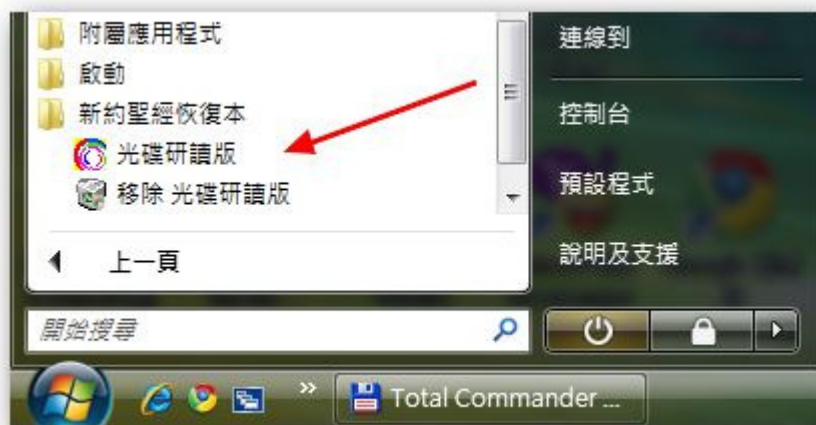 附屬應用程式
啟動
新約聖經恢復本
光碟研讀版
移除 光碟研讀版
上一頁
開始搜尋
連線到
控制台
預設程式
說明及支援
Total Commander ...